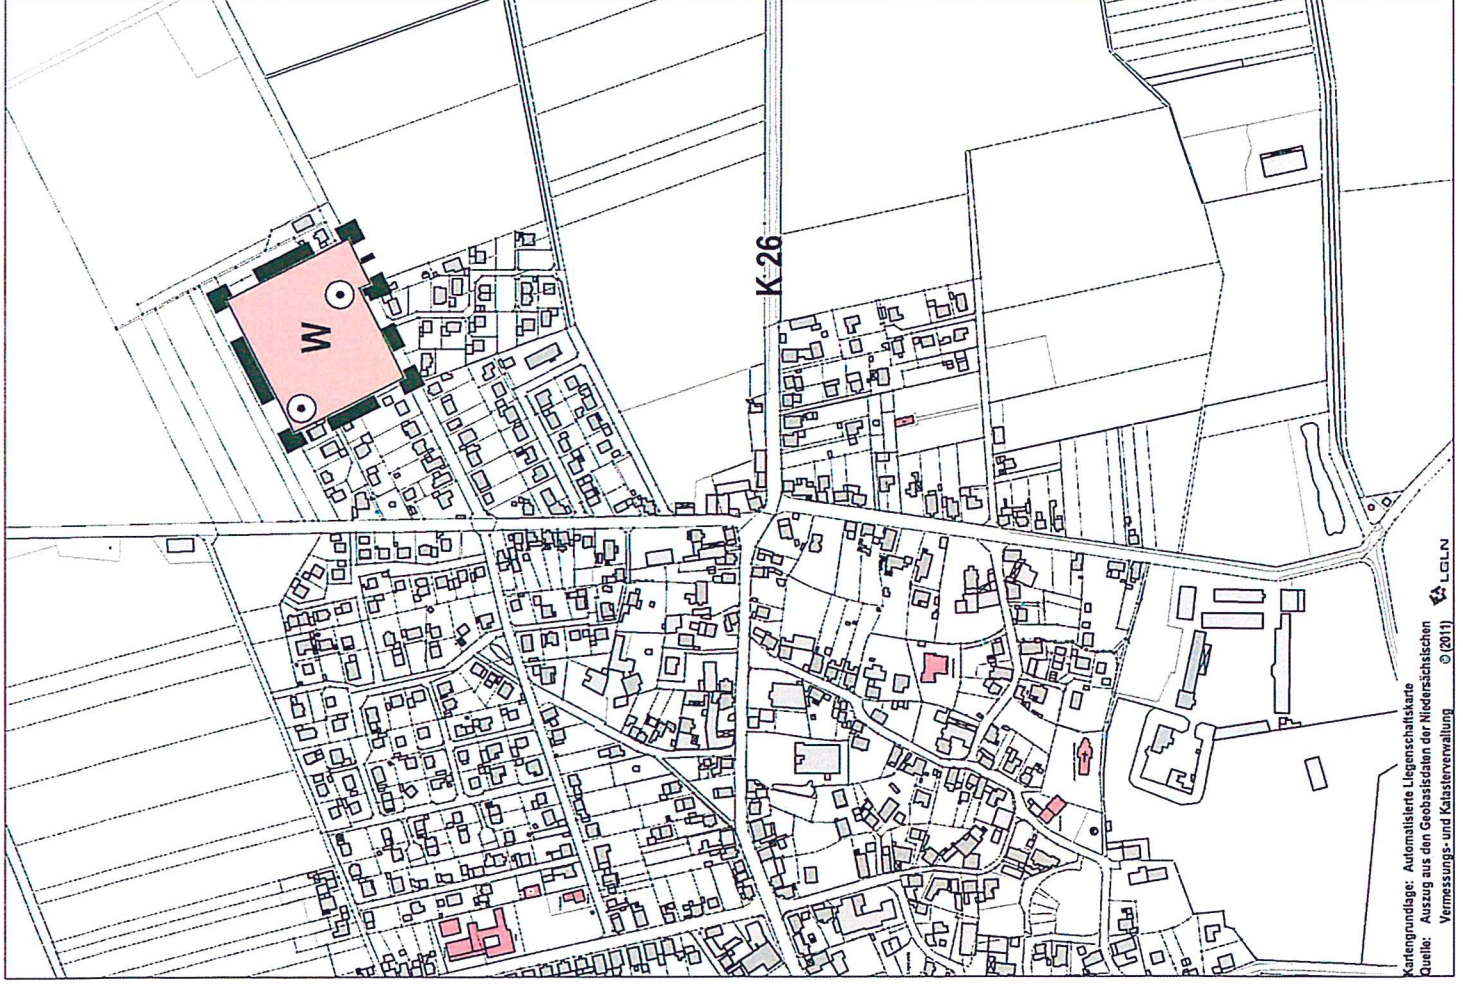 W
K 26
Kartengrundlage: Automatisierte Liegenschaftskarte
Quelle: Auszug aus den Geobasisdaten der Niedersächsischen
Vermessungs- und Katasterverwaltung © (2011) LGLN